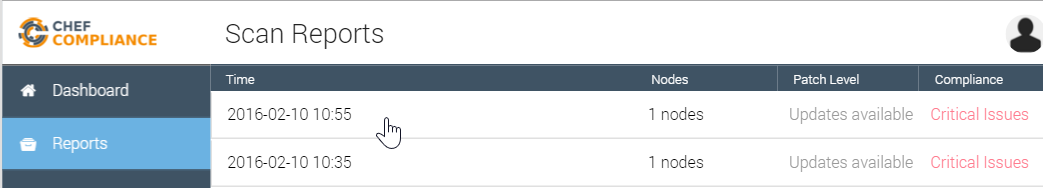 CHEF
COMPLIANCE
Scan Reports
Dashboard
Reports
Time Nodes Patch Level Compliance
2016-02-10 10:55 1 nodes Updates available Critical Issues
2016-02-10 10:35 1 nodes Updates available Critical Issues